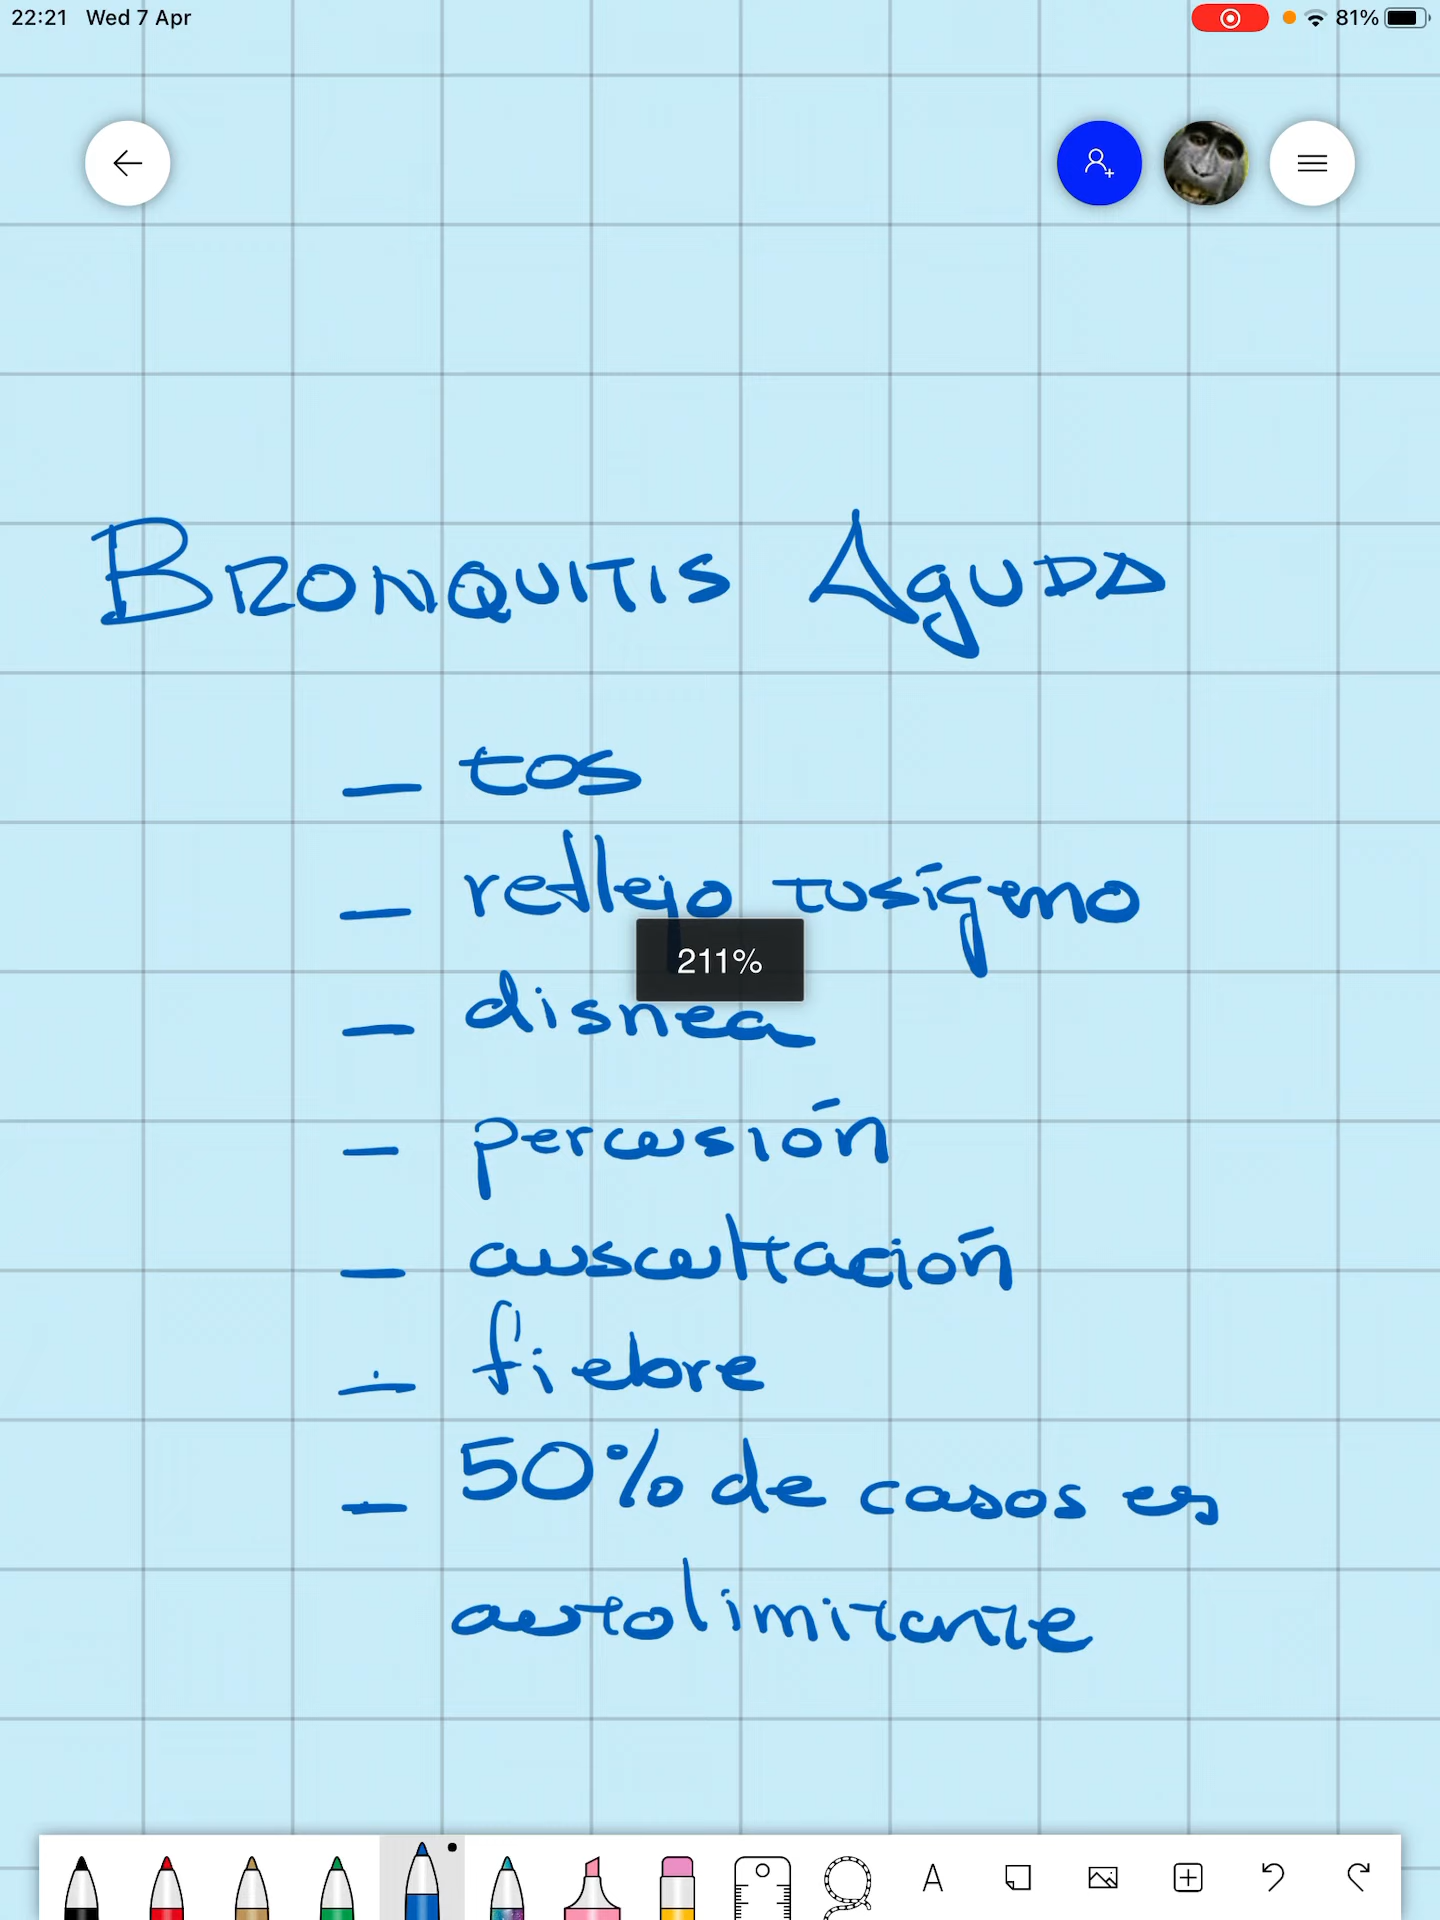 22:21 Wed 7 Apr 81%
BRONQUITIS AgUDA
- tos
- reflejo tusígeno
211%
- disnea
- percusión
- auscultación
- fiebre
- 50% de casos es
autolimitante
A